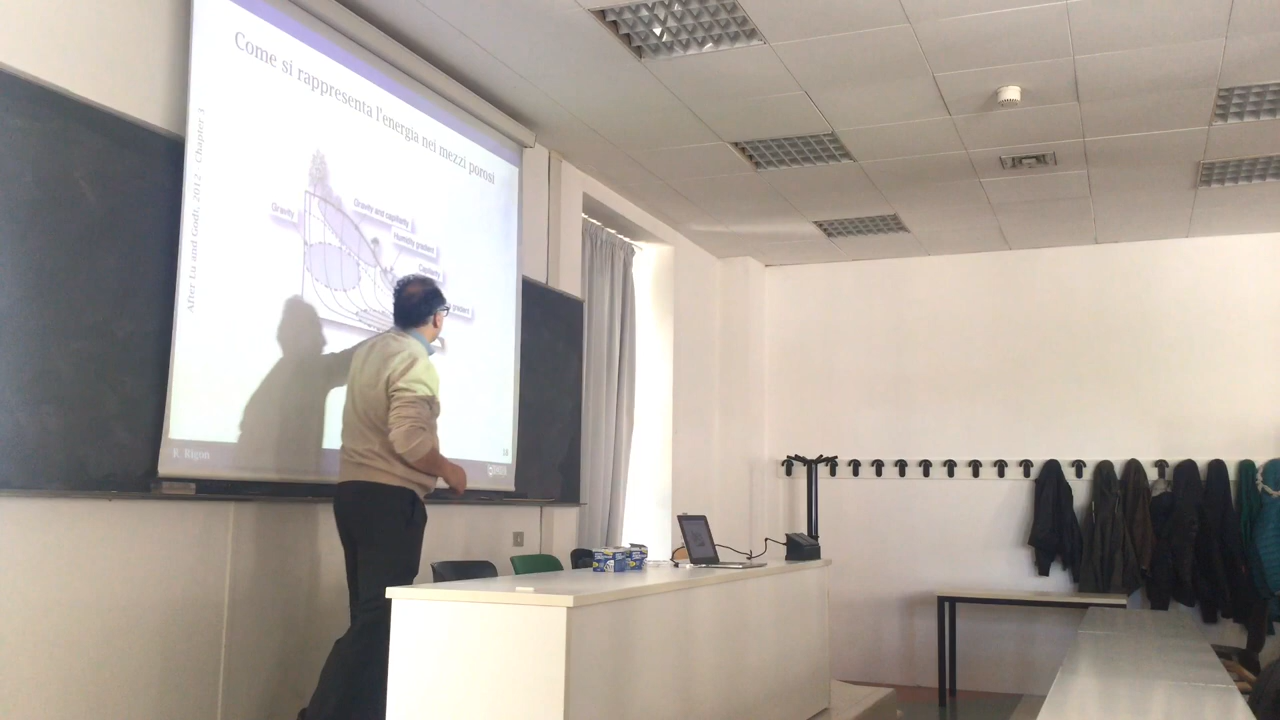 Come si rappresenta l'energia nei mezzi porosi
After Lu and Godt, 2012 Chapter 3
Gravity
Gravity and capillarity
Humidity gradient
Capillarity
gradient
R. Rigon